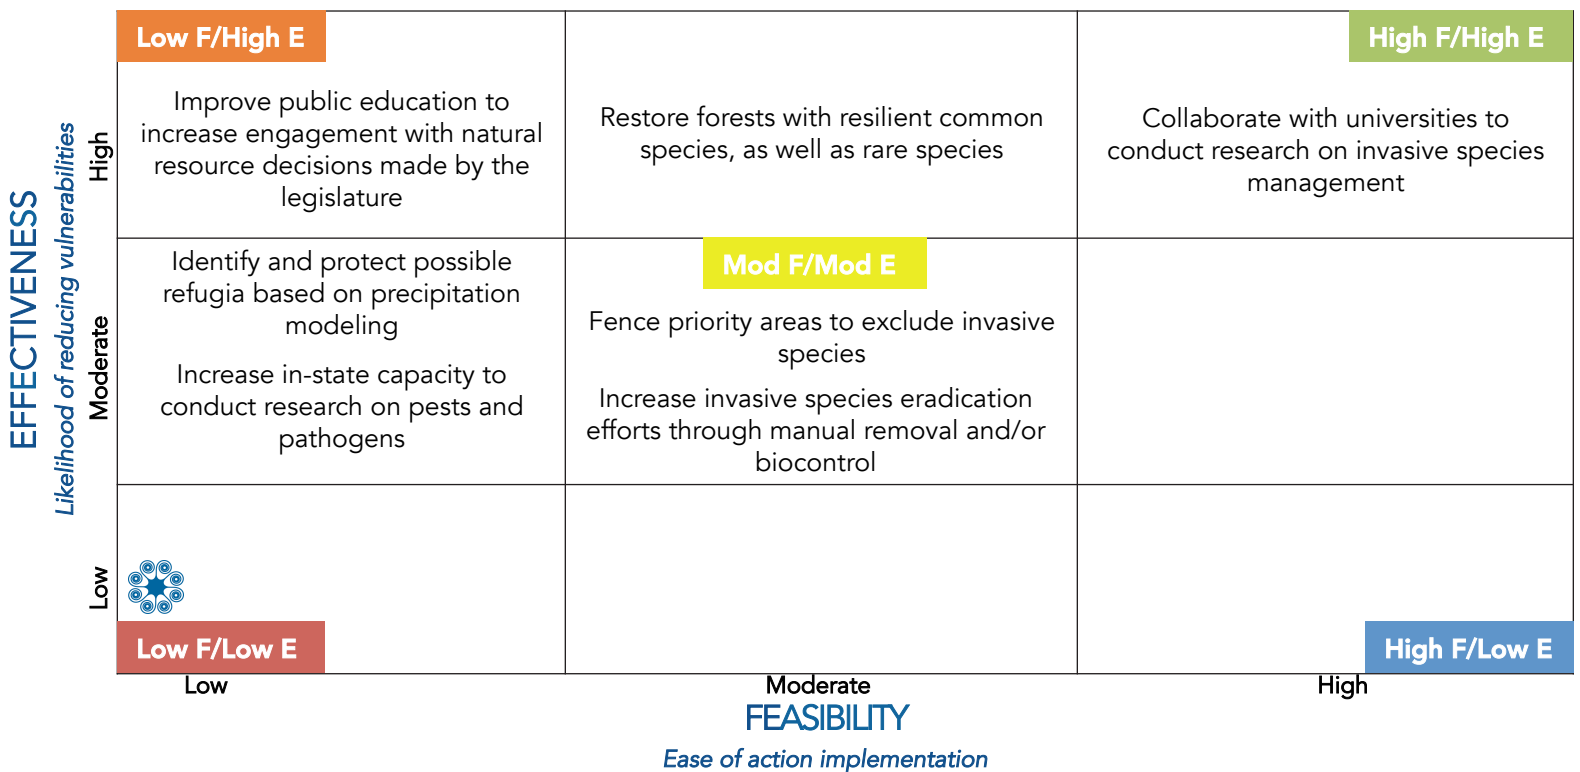 Low F/High E
High F/High E
Improve public education to
increase engagement with natural
resource decisions made by the
legislature
Restore forests with resilient common
species, as well as rare species
Collaborate with universities to
conduct research on invasive species
management
EFFECTIVENESS
Likelihood of reducing vulnerabilities
High
Moderate
Low
Identify and protect possible
refugia based on precipitation
modeling
Increase in-state capacity to
conduct research on pests and
pathogens
Mod F/Mod E
Fence priority areas to exclude invasive
species
Increase invasive species eradication
efforts through manual removal and/or
biocontrol
Low F/Low E
High F/Low E
Low
Moderate
High
FEASIBILITY
Ease of action implementation